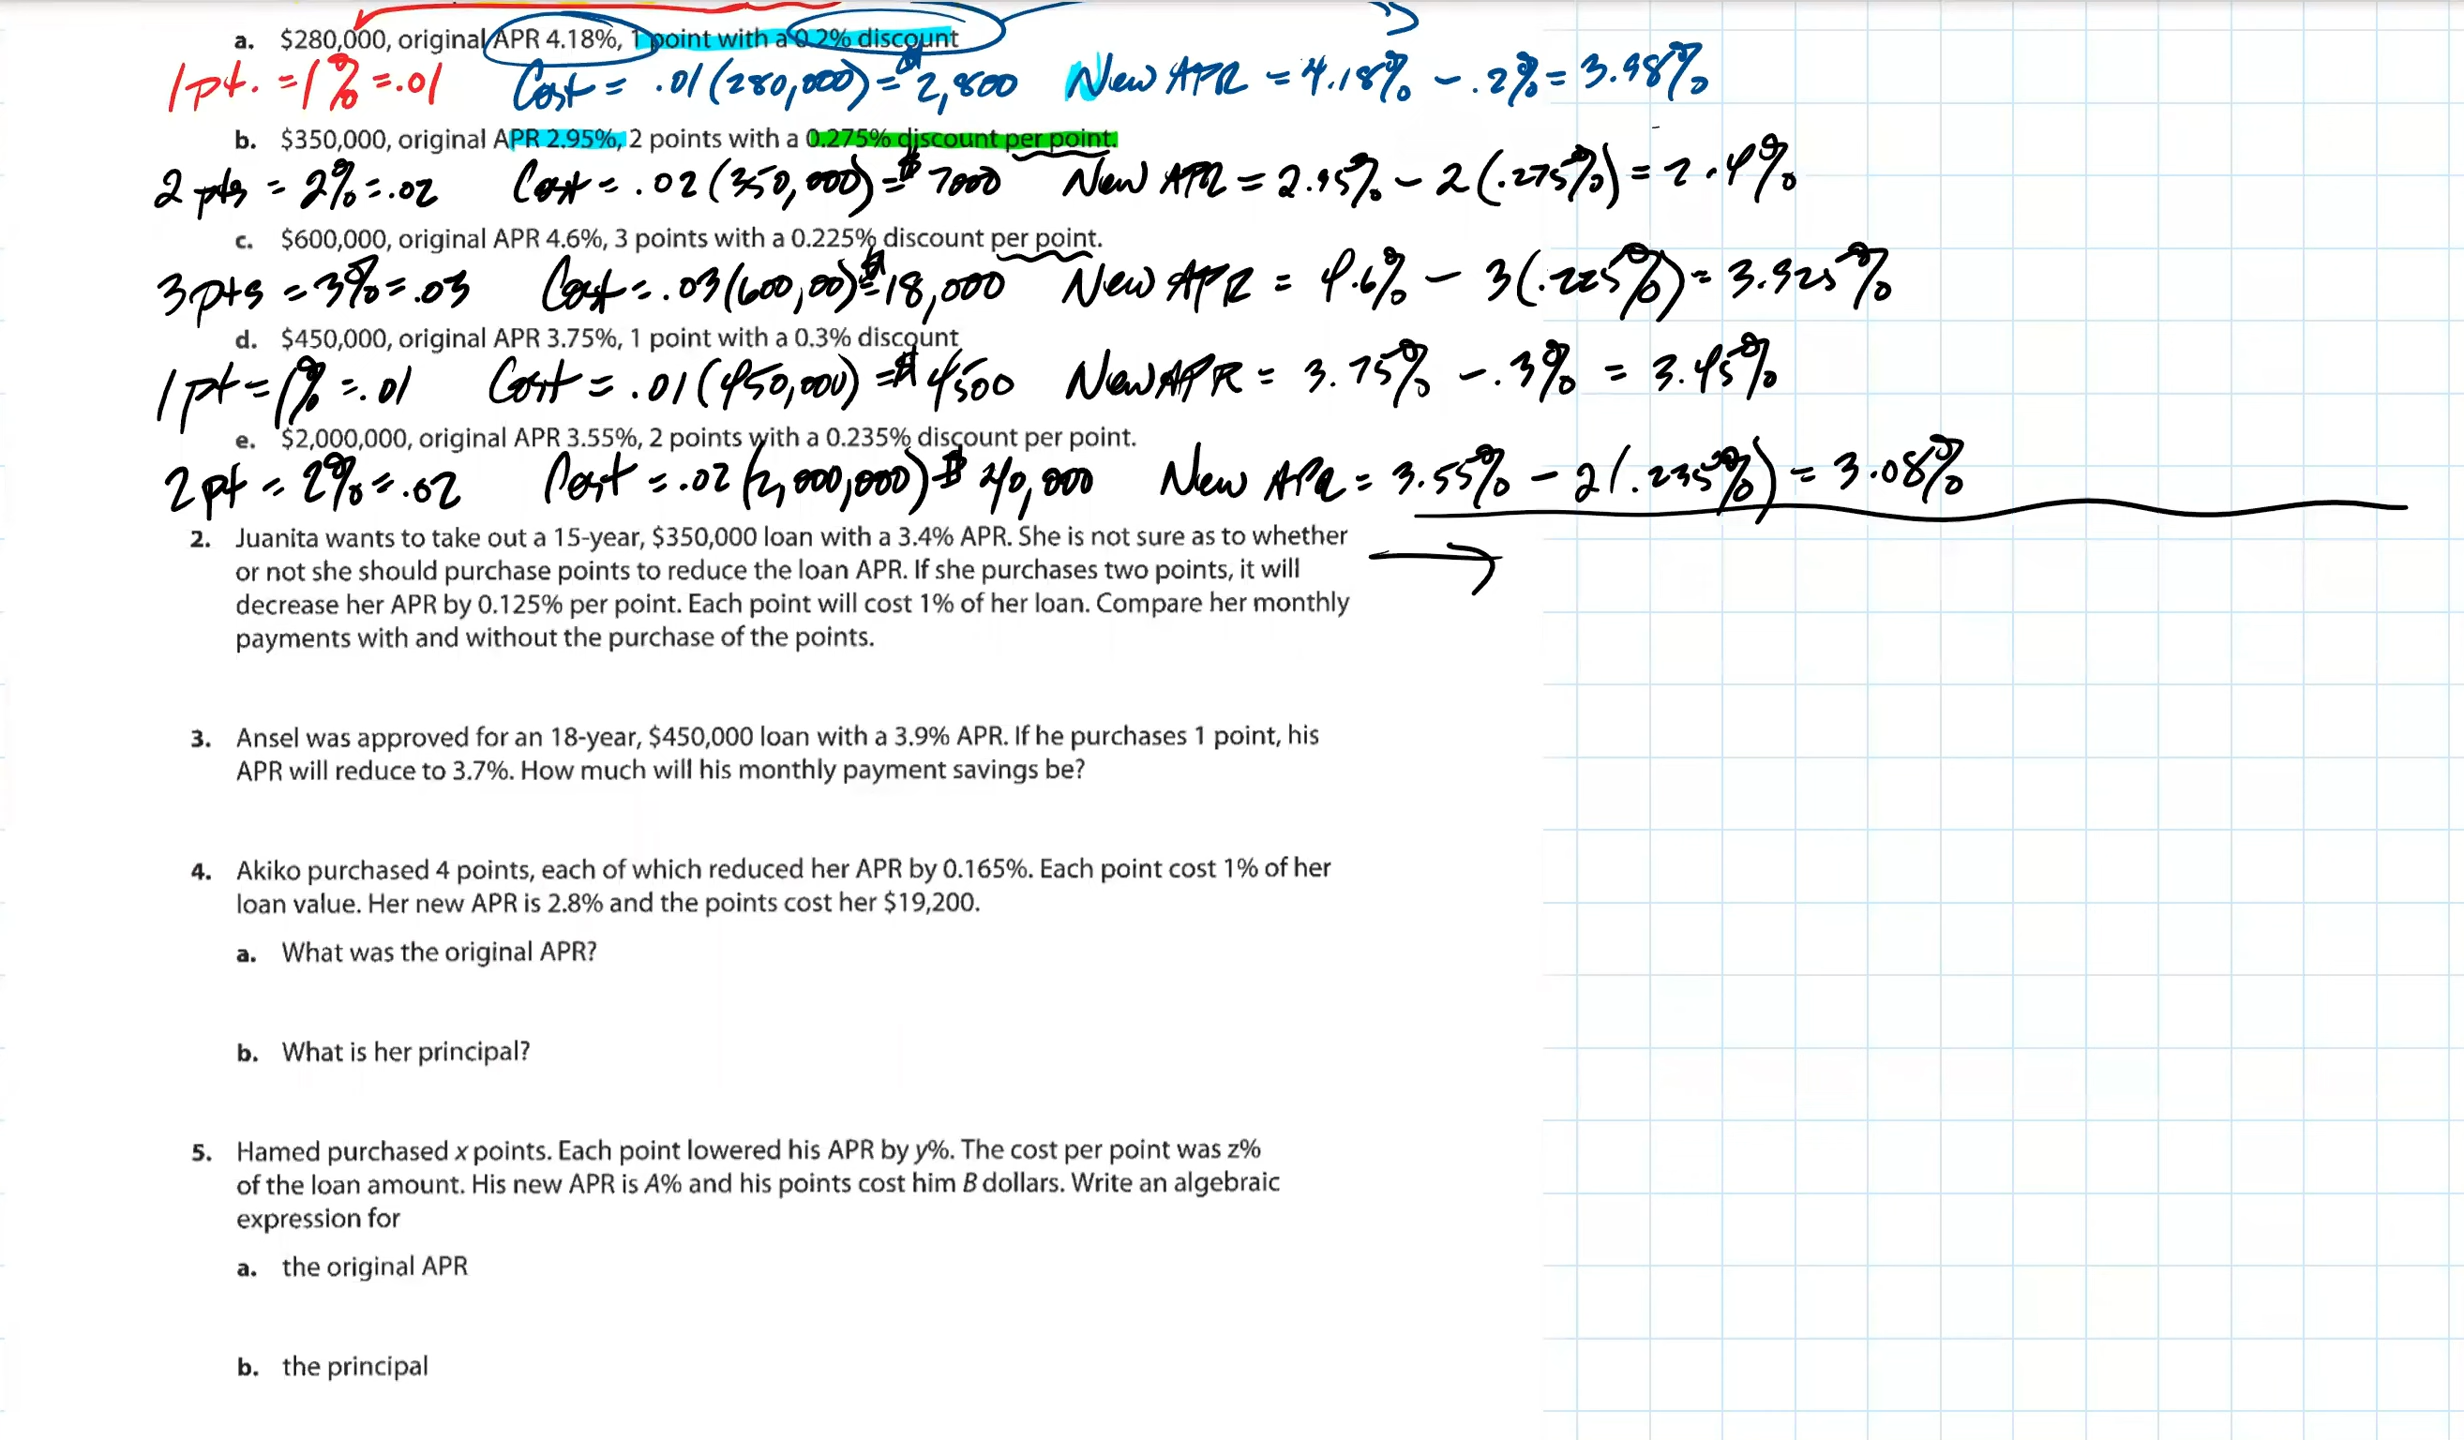 a. $280,000, original APR 4.18%, 1 point with a 0.2% discount
1pt. = 1% = .01 Cost = .01(280,000) = $2,800 New APR = 4.18% - .2% = 3.98%
b. $350,000, original APR 2.95%, 2 points with a 0.275% discount per point.
2 pts = 2% = .02 Cost = .02(350,000) = $7000 New APR = 2.95% - 2(.275%) = 2.4%
c. $600,000, original APR 4.6%, 3 points with a 0.225% discount per point.
3pts = 3% = .03 Cost = .03(600,00) = $18,000 New APR = 4.6% - 3(.225%) = 3.925%
d. $450,000, original APR 3.75%, 1 point with a 0.3% discount
1pt = 1% = .01 Cost = .01(450,000) = $4500 New APR = 3.75% - .3% = 3.45%
e. $2,000,000, original APR 3.55%, 2 points with a 0.235% discount per point.
2pt = 2% = .02 Cost = .02(2,000,000) = $40,000 New APR = 3.55% - 2(.235%) = 3.08%
2. Juanita wants to take out a 15-year, $350,000 loan with a 3.4% APR. She is not sure as to whether
or not she should purchase points to reduce the loan APR. If she purchases two points, it will
decrease her APR by 0.125% per point. Each point will cost 1% of her loan. Compare her monthly
payments with and without the purchase of the points.
3. Ansel was approved for an 18-year, $450,000 loan with a 3.9% APR. If he purchases 1 point, his
APR will reduce to 3.7%. How much will his monthly payment savings be?
4. Akiko purchased 4 points, each of which reduced her APR by 0.165%. Each point cost 1% of her
loan value. Her new APR is 2.8% and the points cost her $19,200.
a. What was the original APR?
b. What is her principal?
5. Hamed purchased x points. Each point lowered his APR by y%. The cost per point was z%
of the loan amount. His new APR is A% and his points cost him B dollars. Write an algebraic
expression for
a. the original APR
b. the principal